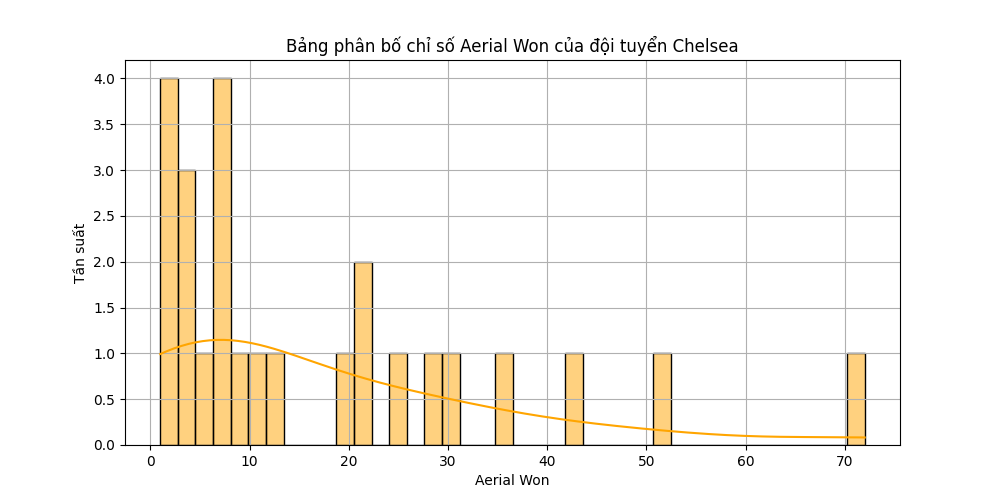 Bảng phân bố chỉ số Aerial Won của đội tuyển Chelsea
Tần suất
4.0
3.5
3.0
2.5
2.0
1.5
1.0
0.5
0.0
0 10 20 30 40 50 60 70
Aerial Won